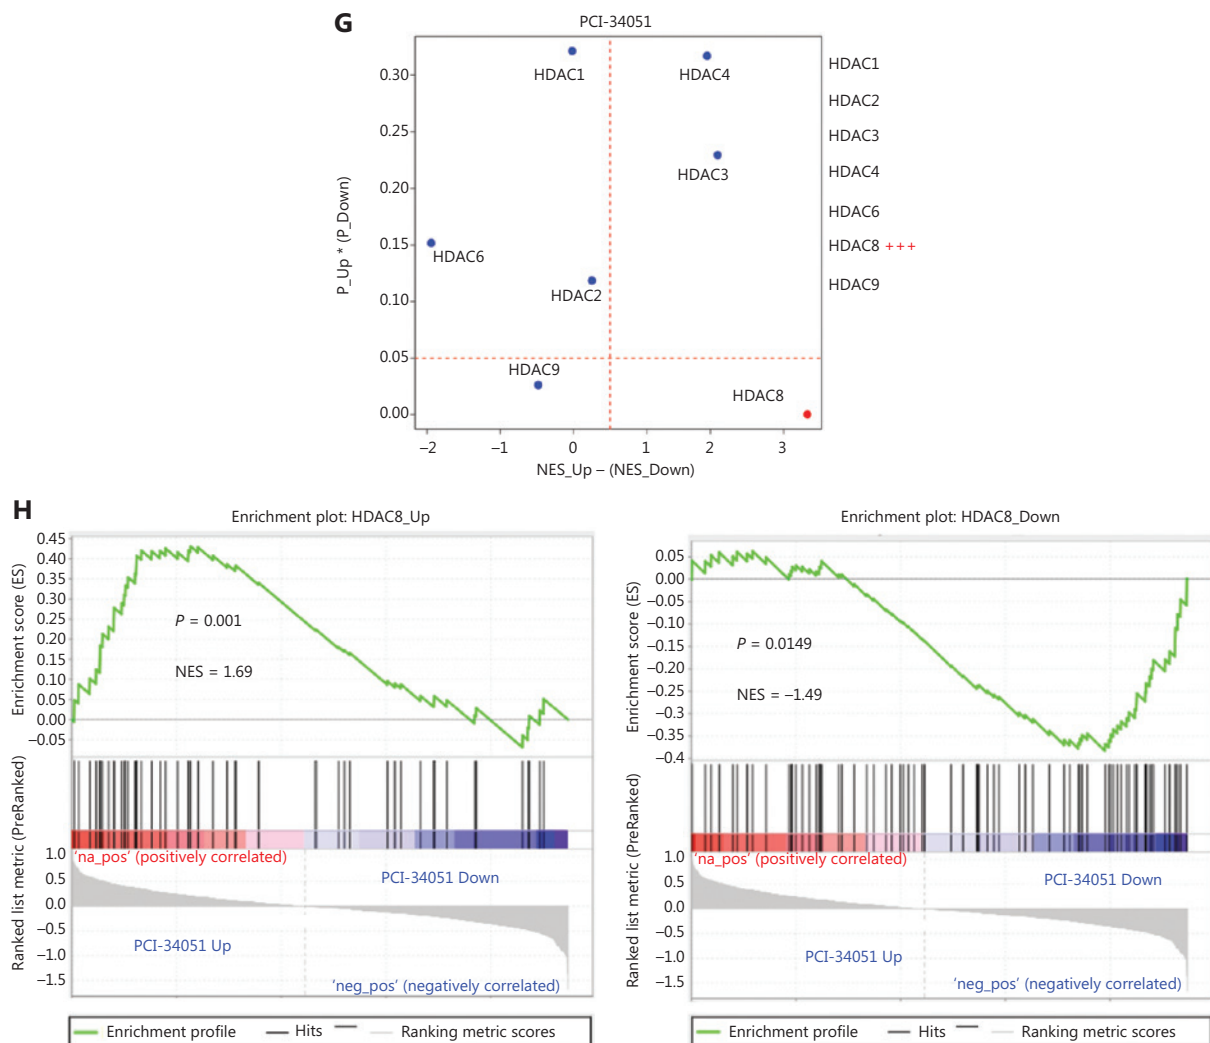 G
PCI-34051
P_Up * (P_Down)
0.30
0.25
0.20
0.15
0.10
0.05
0.00
HDAC1
HDAC4
HDAC3
HDAC6
HDAC2
HDAC9
HDAC8
−2 −1 0 1 2 3
NES_Up – (NES_Down)
HDAC1
HDAC2
HDAC3
HDAC4
HDAC6
HDAC8 +++
HDAC9
H
Enrichment plot: HDAC8_Up
Enrichment score (ES)
0.45
0.40
0.35
0.30
0.25
0.20
0.15
0.10
0.05
0.00
−0.05
P = 0.001
NES = 1.69
Ranked list metric (PreRanked)
'na_pos' (positively correlated)
1.0
0.5
0.0
−0.5
−1.0
−1.5
PCI-34051 Down
PCI-34051 Up
'neg_pos' (negatively correlated)
Enrichment profile Hits Ranking metric scores
Enrichment plot: HDAC8_Down
Enrichment score (ES)
0.05
0.00
−0.05
−0.10
−0.15
−0.20
−0.25
−0.3
−0.35
−0.4
P = 0.0149
NES = −1.49
Ranked list metric (PreRanked)
'na_pos' (positively correlated)
1.0
0.5
0.0
−0.5
−1.0
−1.5
PCI-34051 Down
PCI-34051 Up
'neg_pos' (negatively correlated)
Enrichment profile Hits Ranking metric scores